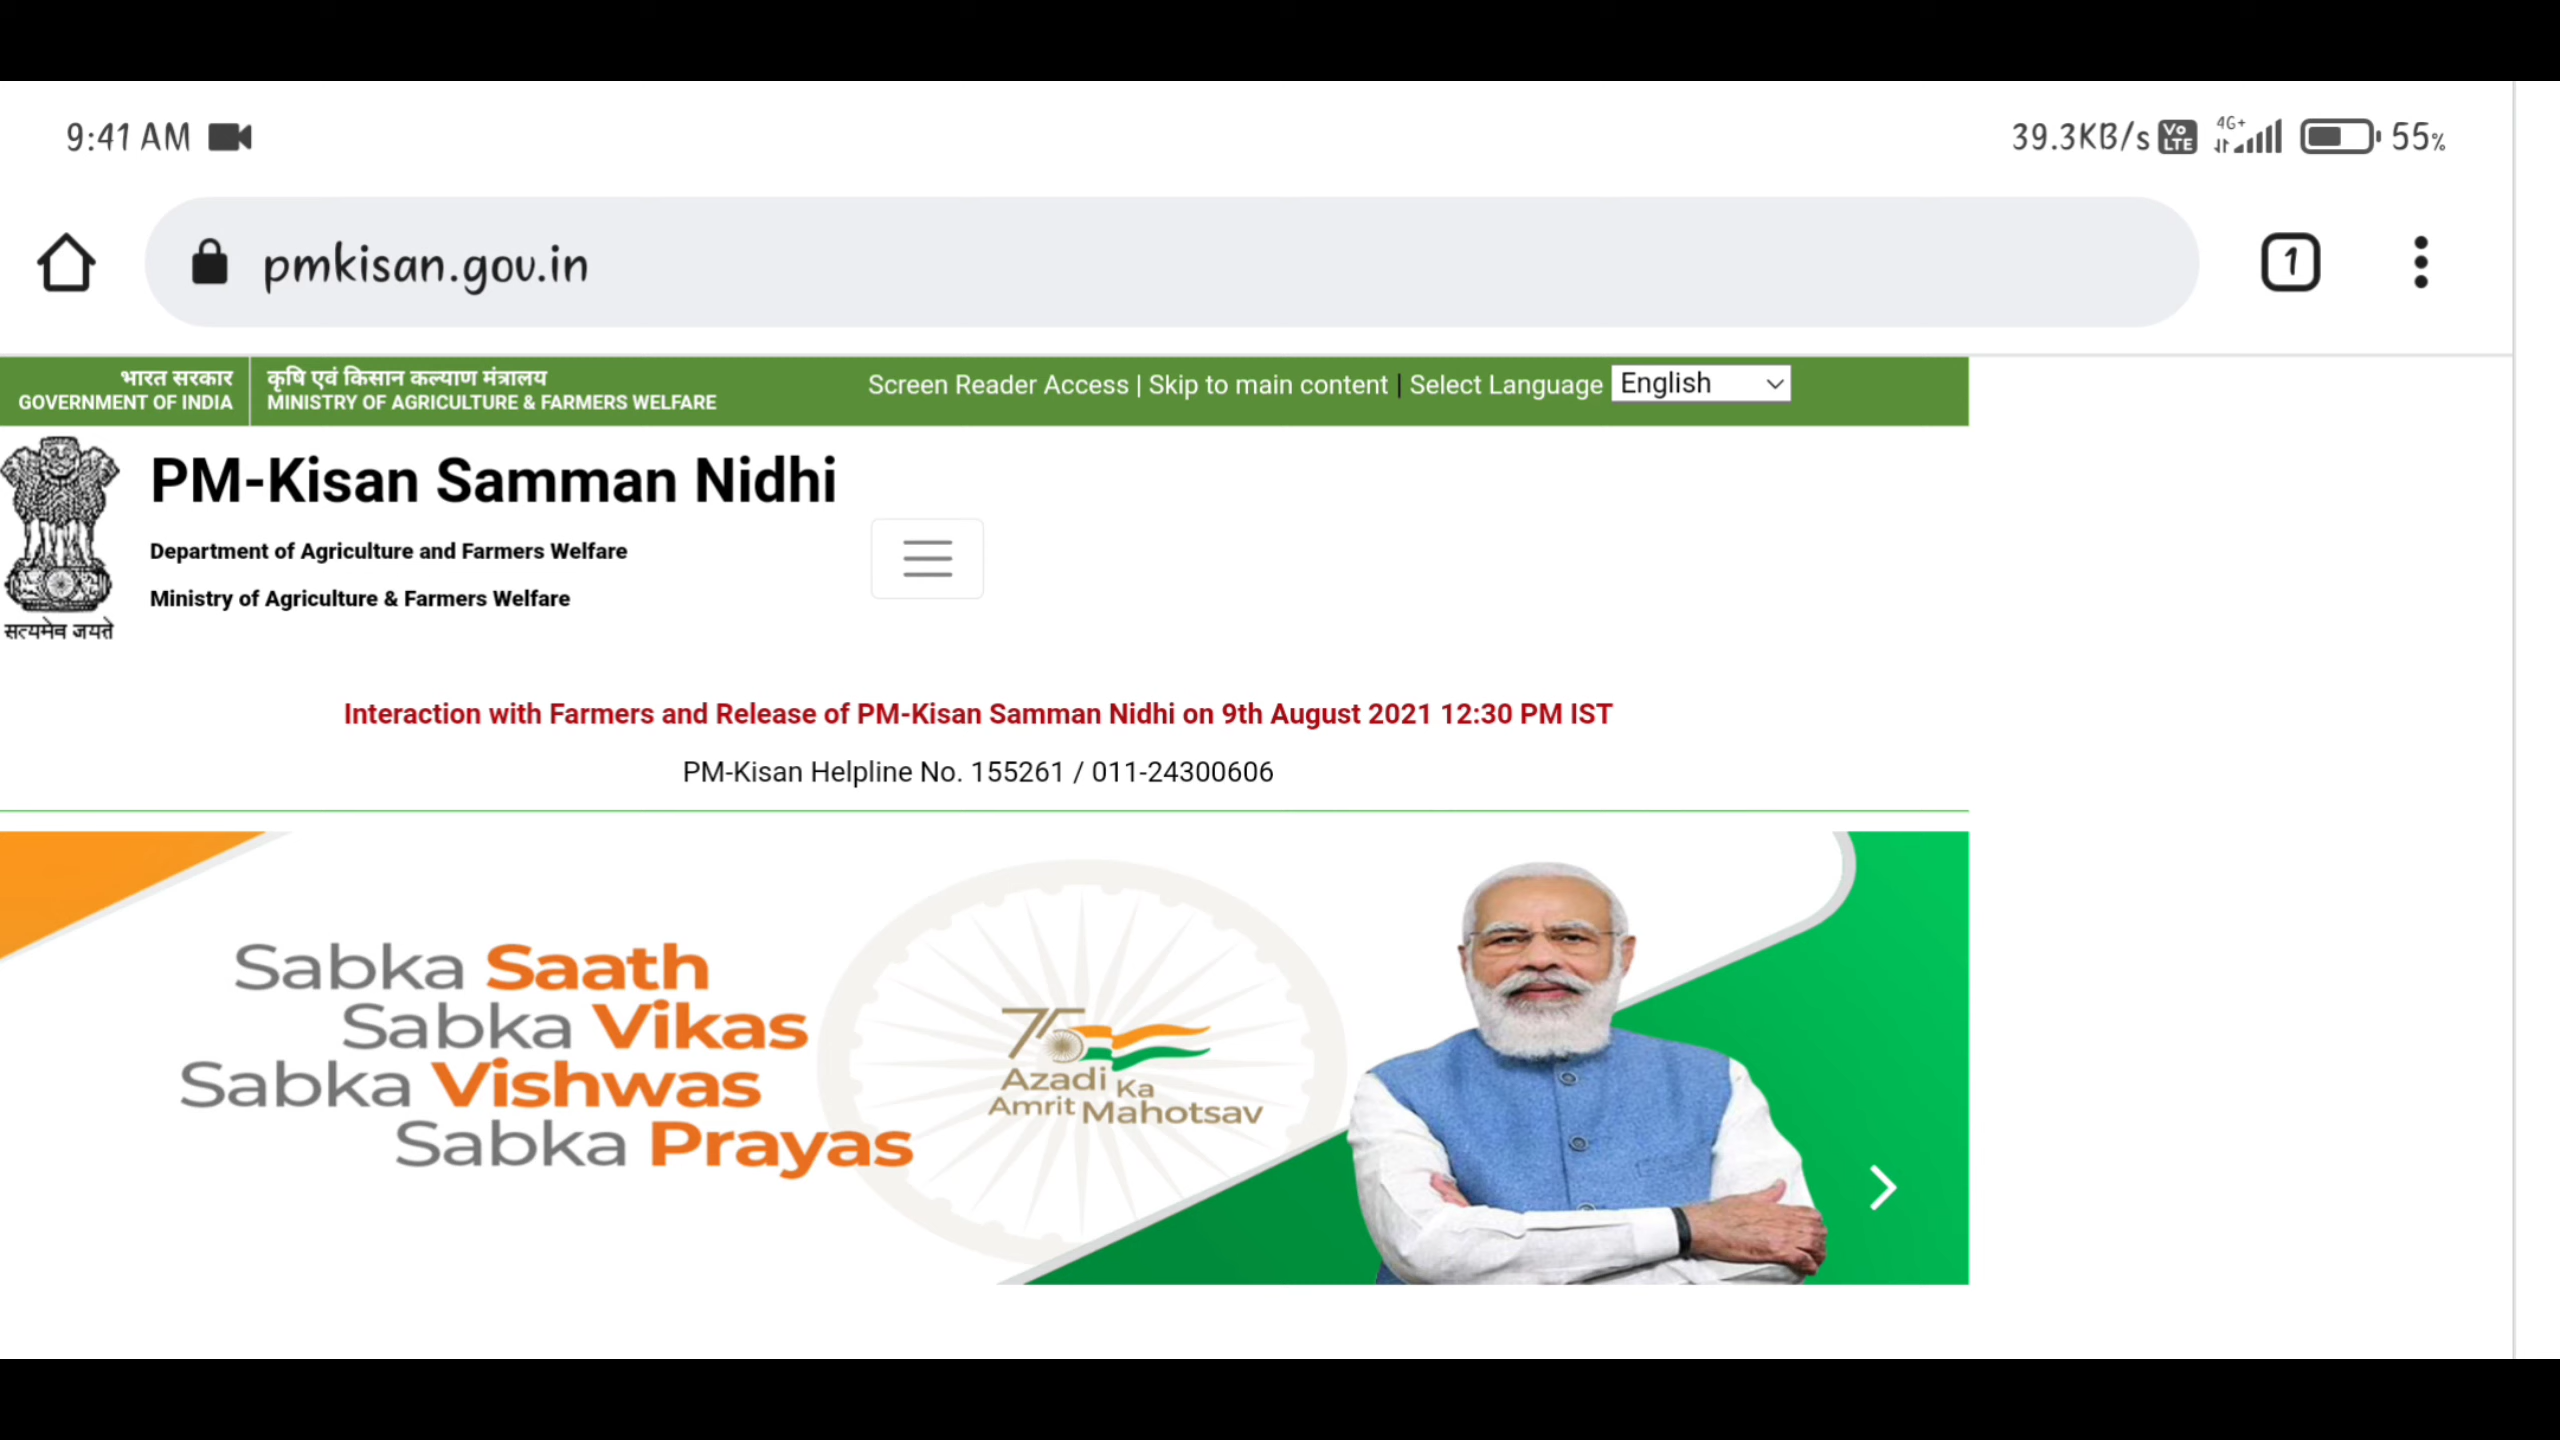 9:41 AM
39.3KB/s Vo LTE 4G+ 55%
pmkisan.gov.in
1
भारत सरकार
GOVERNMENT OF INDIA
कृषि एवं किसान कल्याण मंत्रालय
MINISTRY OF AGRICULTURE & FARMERS WELFARE
Screen Reader Access | Skip to main content | Select Language English
PM-Kisan Samman Nidhi
Department of Agriculture and Farmers Welfare
Ministry of Agriculture & Farmers Welfare
सत्यमेव जयते
Interaction with Farmers and Release of PM-Kisan Samman Nidhi on 9th August 2021 12:30 PM IST
PM-Kisan Helpline No. 155261 / 011-24300606
Sabka Saath
Sabka Vikas
Sabka Vishwas
Sabka Prayas
75
Azadi Ka
Amrit Mahotsav